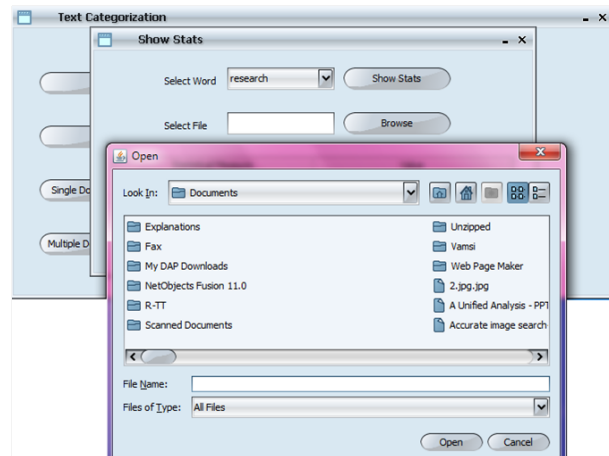 Text Categorization
Show Stats
Select Word research Show Stats
Select File Browse
Open
Single Do
Look In: Documents
Multiple D
Explanations Unzipped
Fax Vamsi
My DAP Downloads Web Page Maker
NetObjects Fusion 11.0 2.jpg.jpg
R-TT A Unified Analysis - PPT
Scanned Documents Accurate image search
File Name:
Files of Type: All Files
Open Cancel